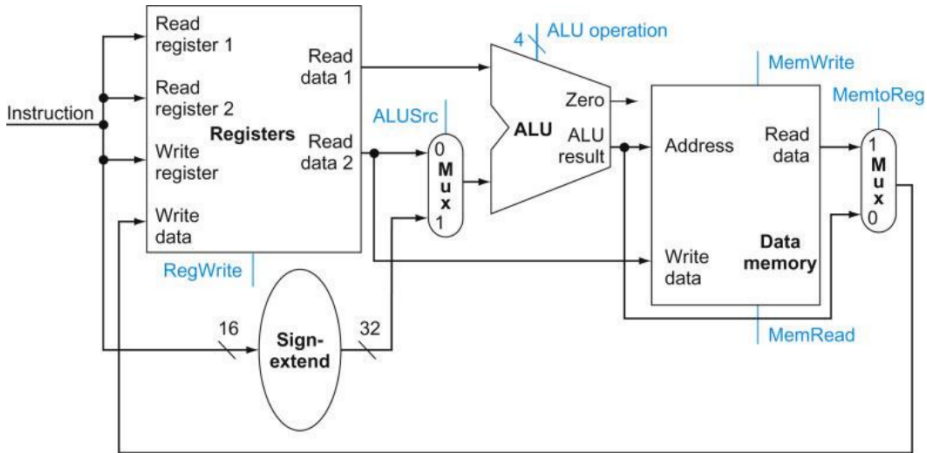 Instruction
Read
register 1
Read
register 2
Write
register
Write
data
Registers
Read
data 1
Read
data 2
RegWrite
16
Sign-
extend
32
ALUSrc
0
M
u
x
1
4
ALU operation
Zero
ALU
ALU
result
MemWrite
Address
Read
data
Write
data
Data
memory
MemRead
MemtoReg
1
M
u
x
0